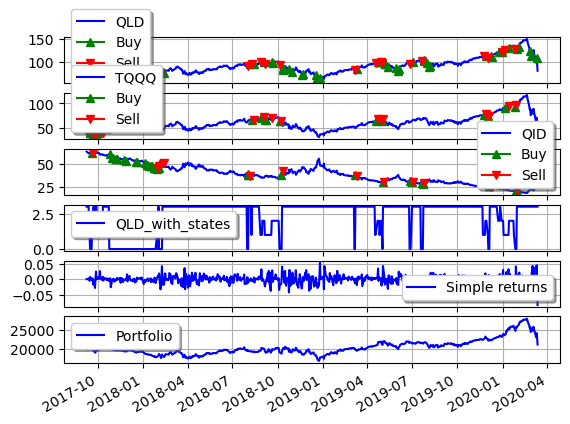 QLD
Buy
Sell
150
100
TQQQ
Buy
Sell
100
50
QID
Buy
Sell
50
25
QLD_with_states
2.5
0.0
Simple returns
0.05
0.00
−0.05
Portfolio
25000
20000
2017-10
2018-01
2018-04
2018-07
2018-10
2019-01
2019-04
2019-07
2019-10
2020-01
2020-04